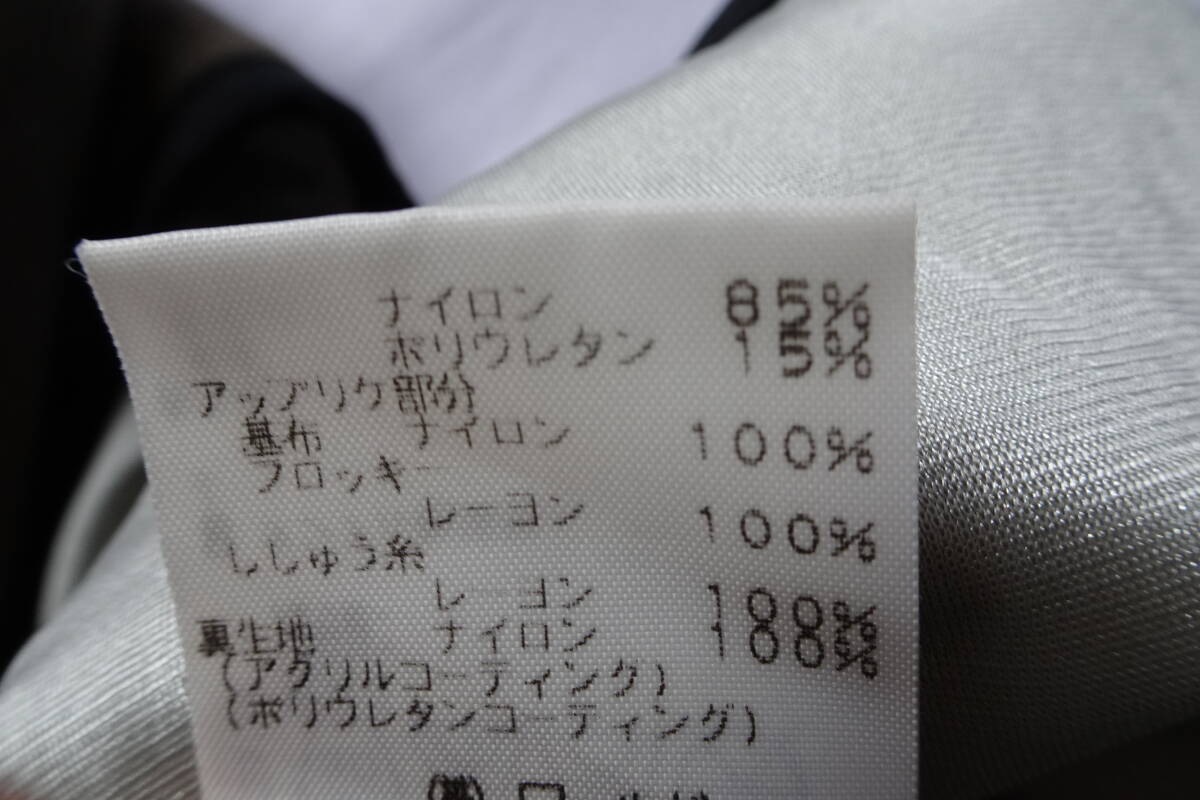 ナイロン 85%
ポリウレタン 15%
アップリケ部分
基布 ナイロン 100%
フロッキー
レーヨン 100%
ししゅう糸
レーヨン 100%
裏生地 ナイロン 100%
(アクリルコーティング)
(ポリウレタンコーティング)